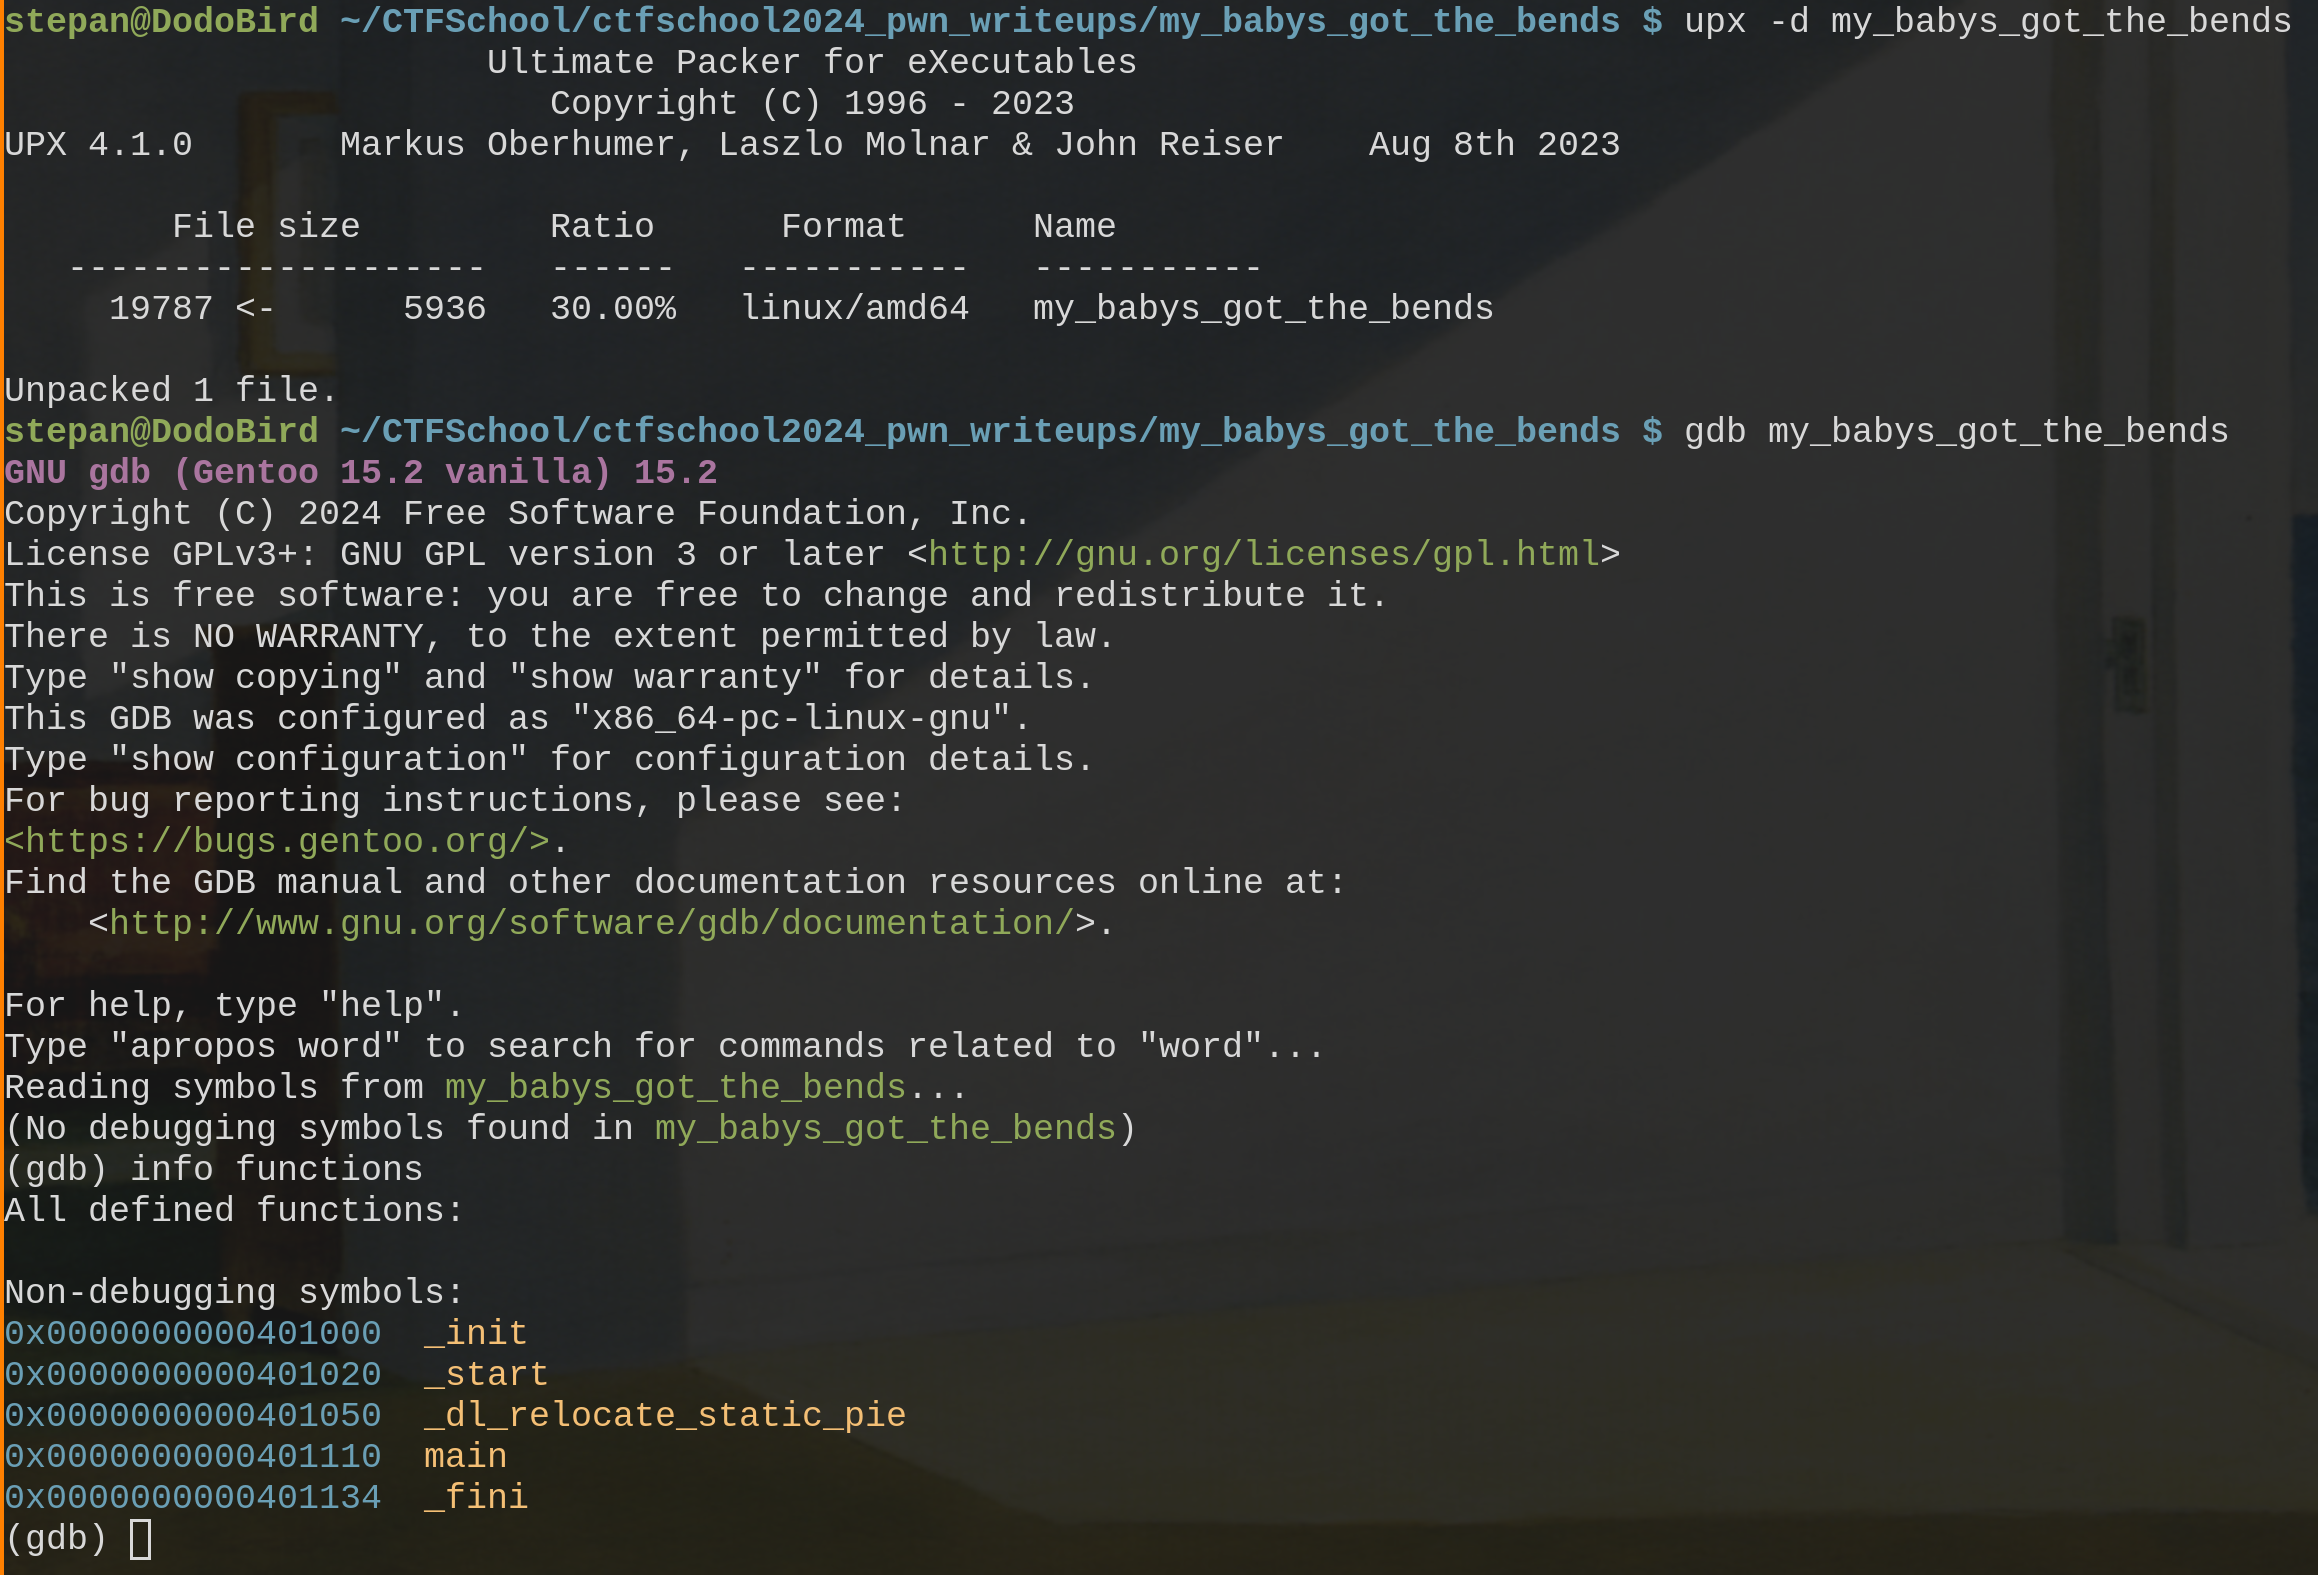 stepan@DodoBird ~/CTFSchool/ctfschool2024_pwn_writeups/my_babys_got_the_bends $ upx -d my_babys_got_the_bends
Ultimate Packer for eXecutables
Copyright (C) 1996 - 2023
UPX 4.1.0       Markus Oberhumer, Laszlo Molnar & John Reiser    Aug 8th 2023
File size         Ratio      Format      Name
--------------------   ------   -----------   -----------
19787 <-      5936   30.00%   linux/amd64   my_babys_got_the_bends
Unpacked 1 file.
stepan@DodoBird ~/CTFSchool/ctfschool2024_pwn_writeups/my_babys_got_the_bends $ gdb my_babys_got_the_bends
GNU gdb (Gentoo 15.2 vanilla) 15.2
Copyright (C) 2024 Free Software Foundation, Inc.
License GPLv3+: GNU GPL version 3 or later <http://gnu.org/licenses/gpl.html>
This is free software: you are free to change and redistribute it.
There is NO WARRANTY, to the extent permitted by law.
Type "show copying" and "show warranty" for details.
This GDB was configured as "x86_64-pc-linux-gnu".
Type "show configuration" for configuration details.
For bug reporting instructions, please see:
<https://bugs.gentoo.org/>.
Find the GDB manual and other documentation resources online at:
    <http://www.gnu.org/software/gdb/documentation/>.
For help, type "help".
Type "apropos word" to search for commands related to "word"...
Reading symbols from my_babys_got_the_bends...
(No debugging symbols found in my_babys_got_the_bends)
(gdb) info functions
All defined functions:
Non-debugging symbols:
0x0000000000401000  _init
0x0000000000401020  _start
0x0000000000401050  _dl_relocate_static_pie
0x0000000000401110  main
0x0000000000401134  _fini
(gdb)